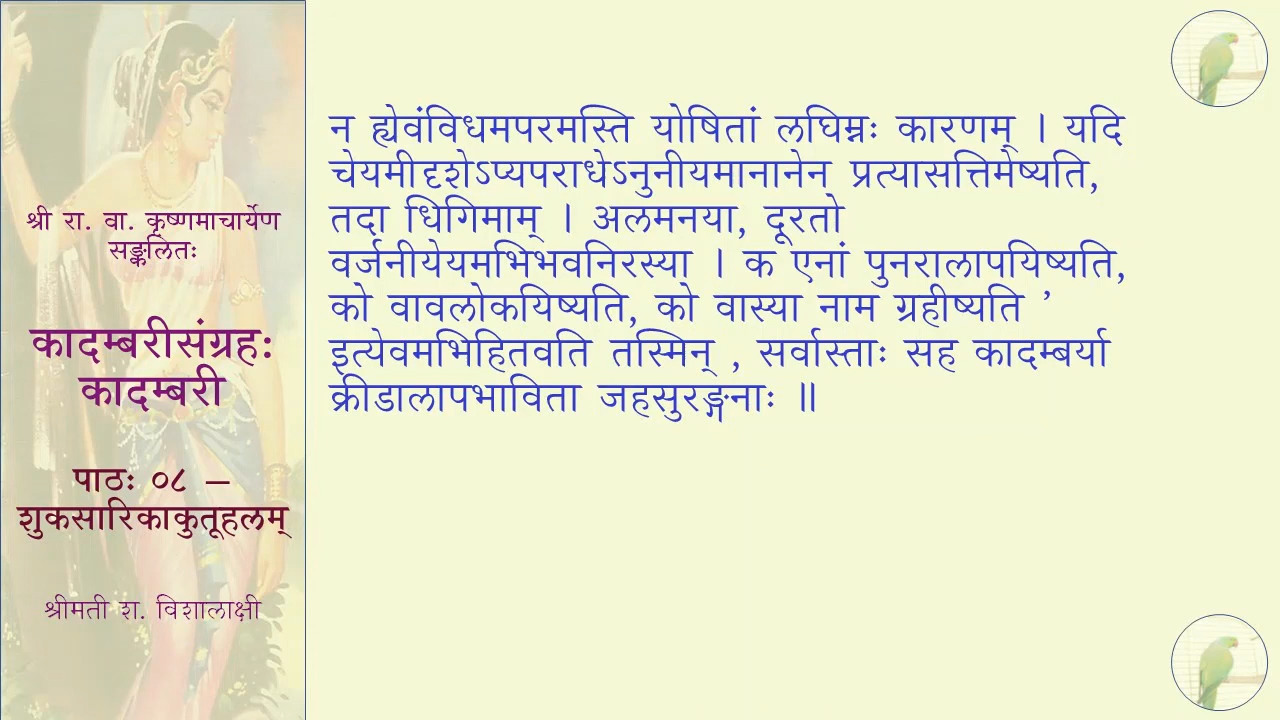 श्री रा. वा. कृष्णमाचार्येण
सङ्कलितः
कादम्बरीसंग्रहः
कादम्बरी
पाठः ०८ –
शुकसारिकाकुतूहलम्
श्रीमती श. विशालाक्षी
न ह्येवंविधमपरमस्ति योषितां लघिम्नः कारणम् । यदि
चेयमीदृशेऽप्यपराधेऽनुनीयमानानेन प्रत्यासत्तिमेष्यति,
तदा धिगिमाम् । अलमनया, दूरतो
वर्जनीयेयमभिभवनिरस्या । क एनां पुनरालापयिष्यति,
को वावलोकयिष्यति, को वास्या नाम ग्रहीष्यति ’
इत्येवमभिहितवति तस्मिन् , सर्वास्ताः सह कादम्बर्या
क्रीडालापभाविता जहसुरङ्गनाः ॥